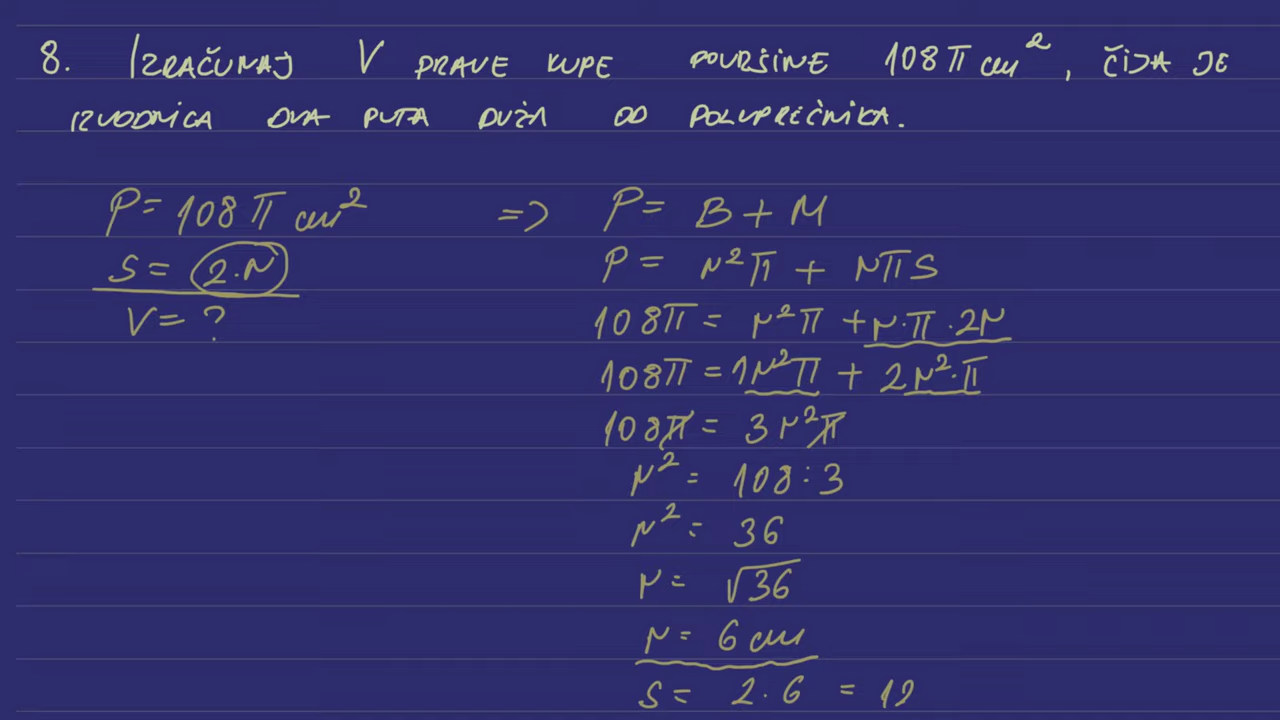 8. IZRAČUNAJ V PRAVE KUPE POVRŠINE 108π cm², ČIJA JE
IZVODNICA DVA PUTA DUŽA OD POLUPREČNIKA.
P = 108π cm² => P = B + M
s = 2·r P = r²π + rπs
V = ? 108π = r²π + r·π·2r
108π = 1r²π + 2r²·π
108π = 3r²π
r² = 108:3
r² = 36
r = √36
r = 6 cm
s = 2·6 = 12